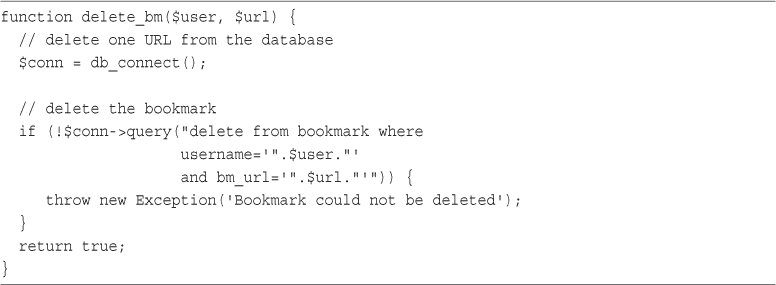 function delete_bm($user, $url) {
  // delete one URL from the database
  $conn = db_connect();

  // delete the bookmark
  if (!$conn->query("delete from bookmark where
                    username='".$user."'
                    and bm_url='".$url."'")) {
     throw new Exception('Bookmark could not be deleted');
  }
  return true;
}